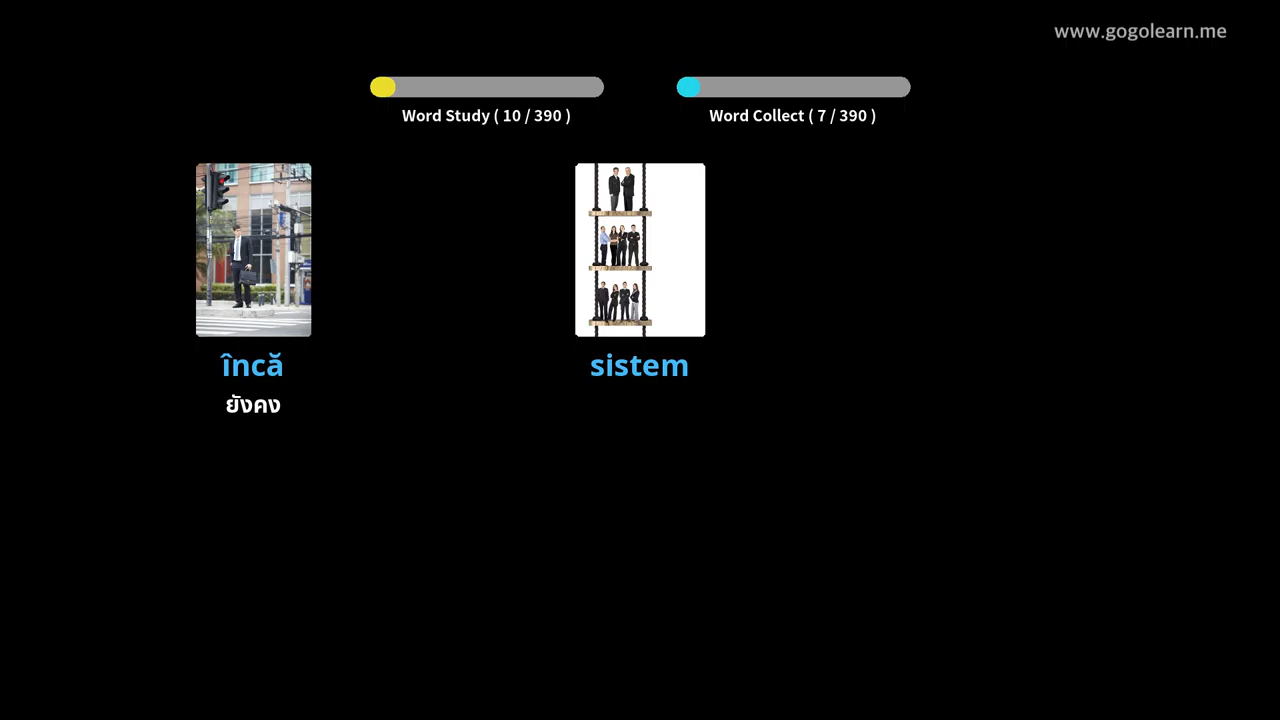 www.gogolearn.me
Word Study ( 10 / 390 )
Word Collect ( 7 / 390 )
încă
ยังคง
sistem